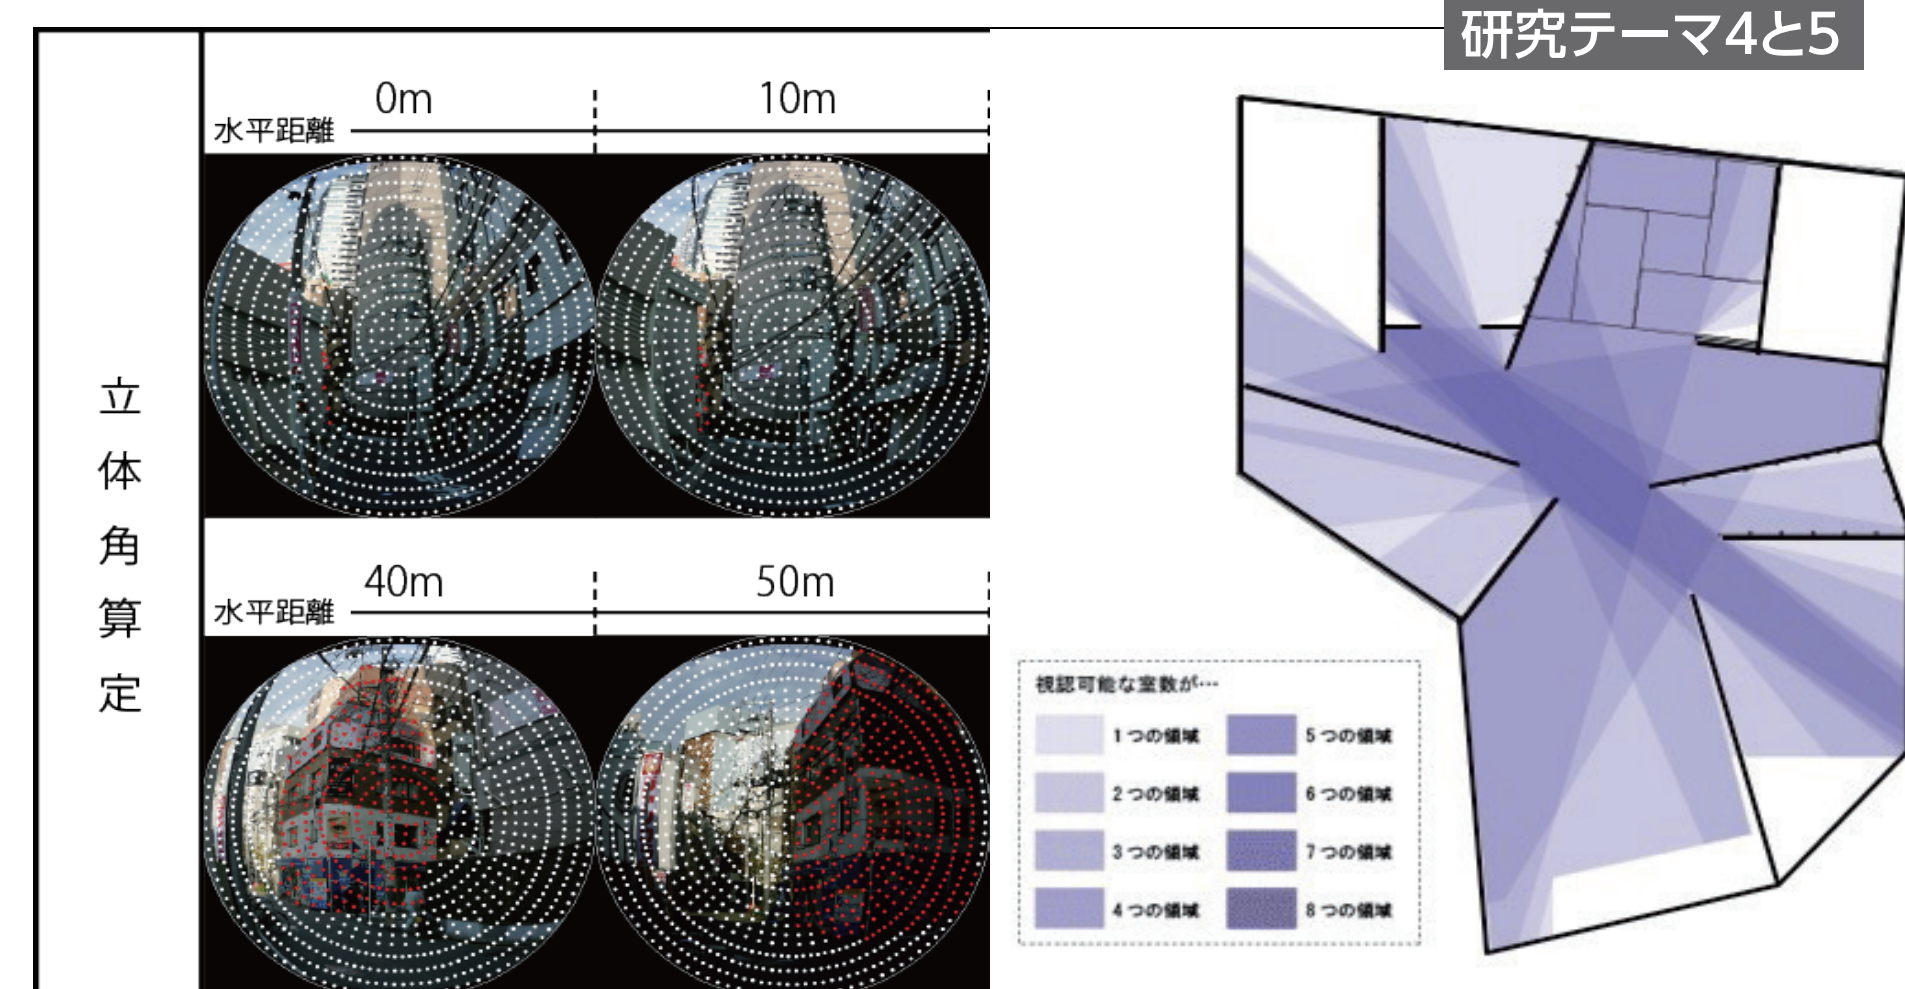 研究テーマ4と5
立体角算定
0m
10m
水平距離
40m
50m
水平距離
視認可能な室数が…
1つの領域
2つの領域
3つの領域
4つの領域
5つの領域
6つの領域
7つの領域
8つの領域